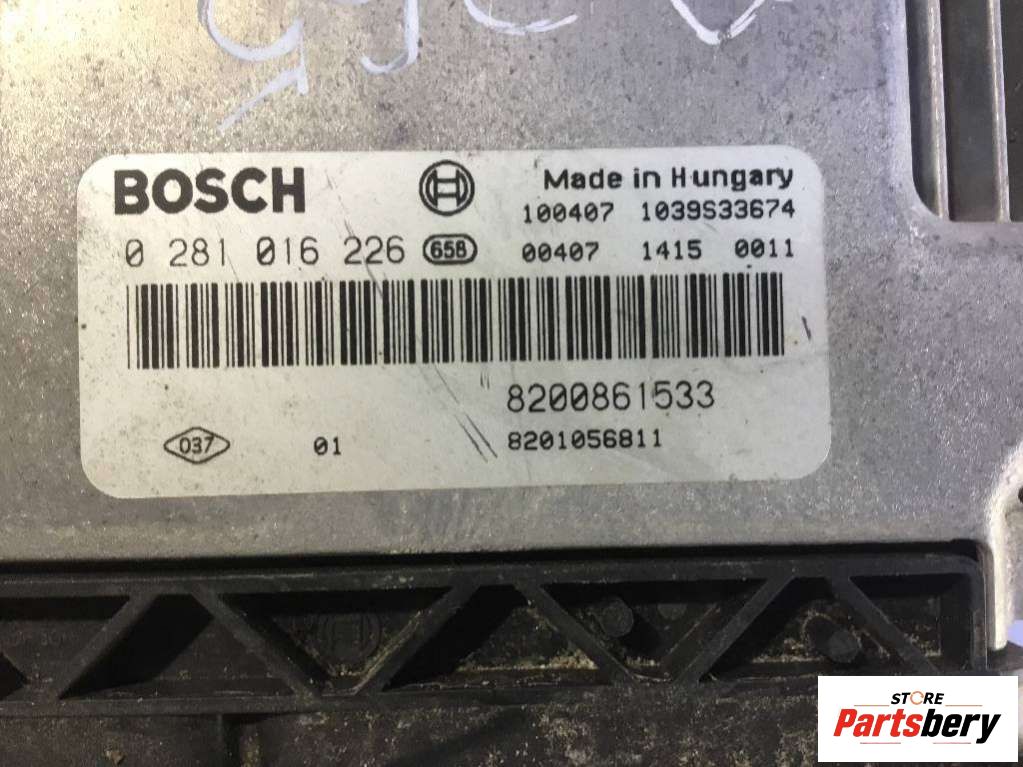 BOSCH
Made in Hungary
100407 1039S33674
0 281 016 226 658 00407 1415 0011
8200861533
037 01 8201056811
STORE
Partsbery